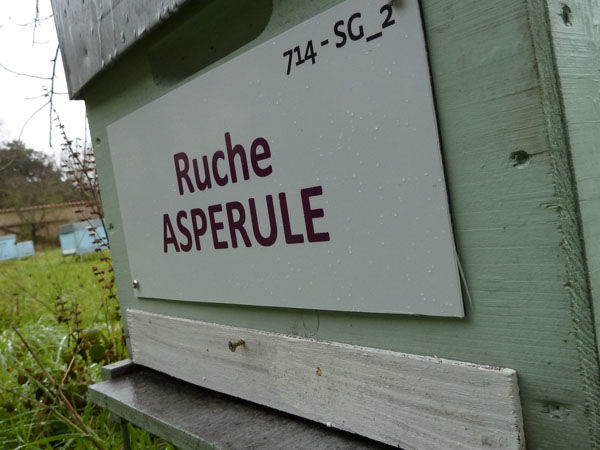 714 - SG_2
Ruche
ASPERULE